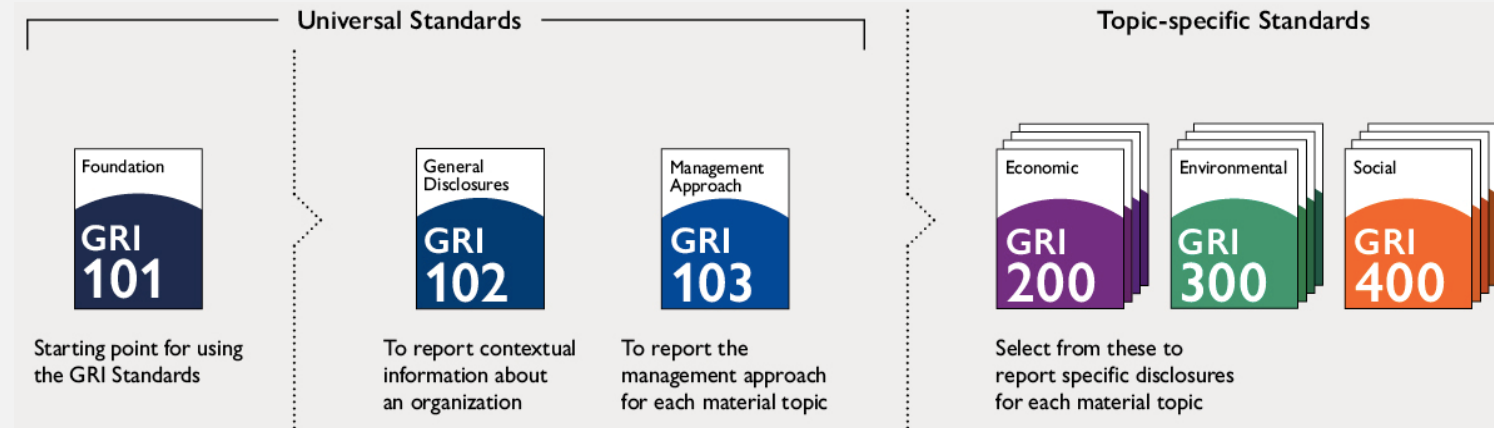 Universal Standards
Foundation
GRI
101
Starting point for using
the GRI Standards
General
Disclosures
GRI
102
To report contextual
information about
an organization
Management
Approach
GRI
103
To report the
management approach
for each material topic
Topic-specific Standards
Economic
GRI
200
Environmental
GRI
300
Social
GRI
400
Select from these to
report specific disclosures
for each material topic